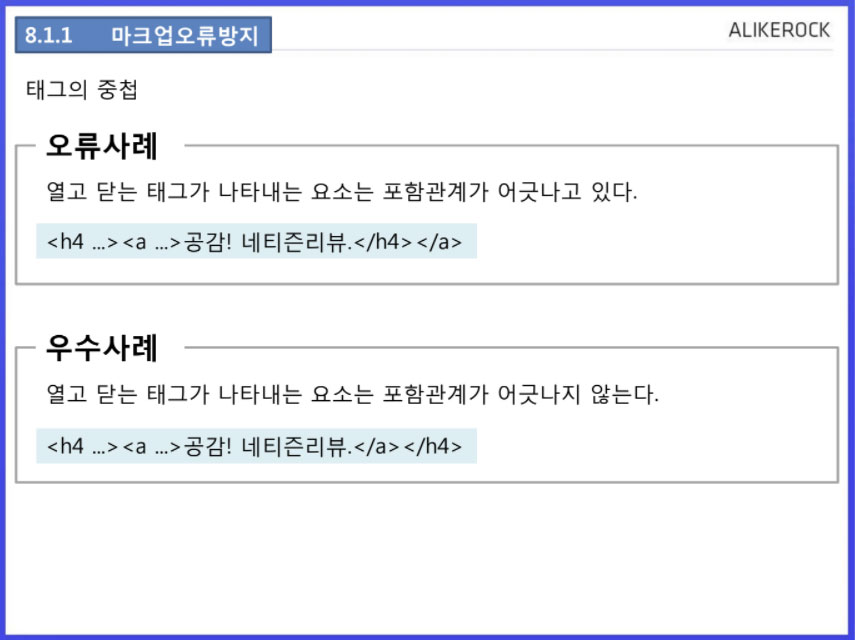 8.1.1 마크업오류방지
ALIKEROCK
태그의 중첩
오류사례
열고 닫는 태그가 나타내는 요소는 포함관계가 어긋나고 있다.
<h4 ...><a ...>공감! 네티즌리뷰.</h4></a>
우수사례
열고 닫는 태그가 나타내는 요소는 포함관계가 어긋나지 않는다.
<h4 ...><a ...>공감! 네티즌리뷰.</a></h4>